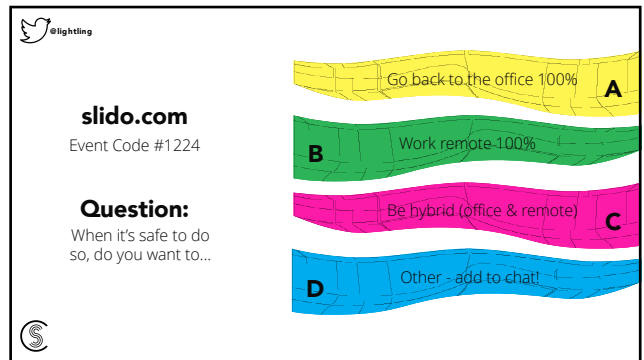 @lightling
slido.com
Event Code #1224
Question:
When it's safe to do
so, do you want to...
Go back to the office 100%
A
B
Work remote 100%
Be hybrid (office & remote)
C
D
Other - add to chat!